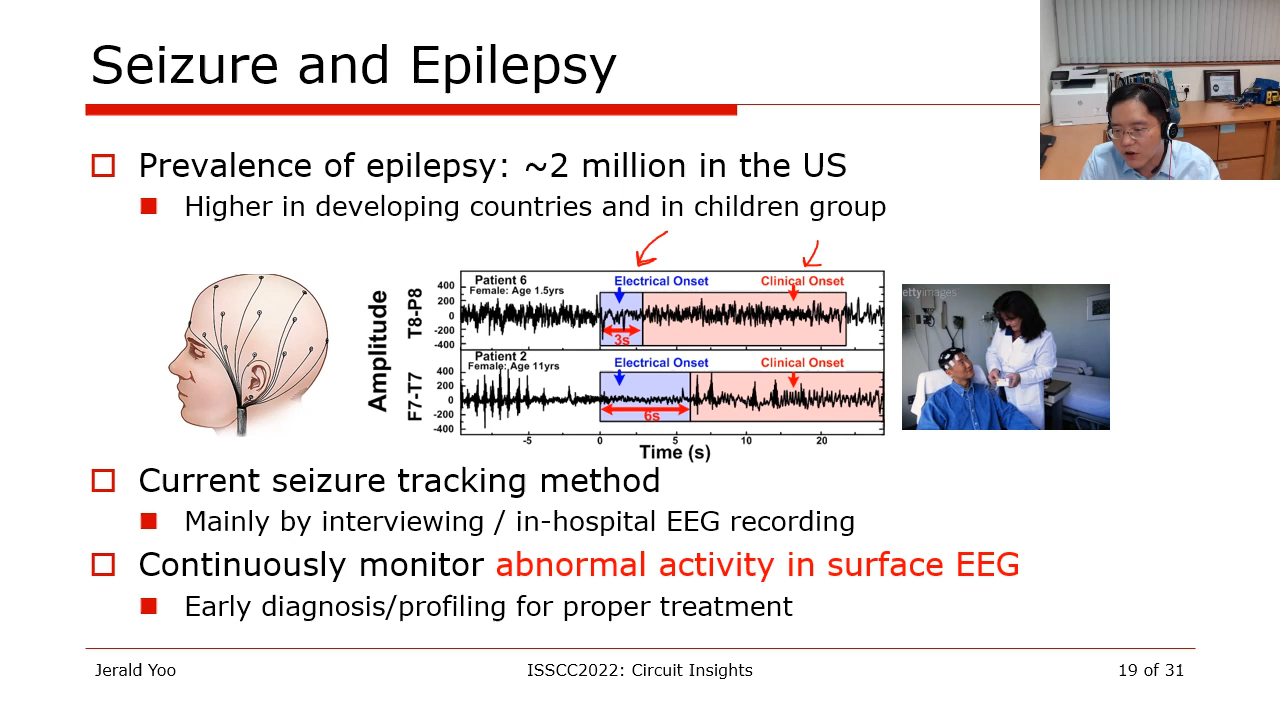 Seizure and Epilepsy
Prevalence of epilepsy: ~2 million in the US
Higher in developing countries and in children group
Amplitude
T8-P8
F7-T7
400
200
0
-200
-400
Patient 6
Female: Age 1.5yrs
Electrical Onset
Clinical Onset
3s
400
200
0
-200
-400
Patient 2
Female: Age 11yrs
Electrical Onset
Clinical Onset
6s
-5 0 5 10 20
Time (s)
gettyimages
Current seizure tracking method
Mainly by interviewing / in-hospital EEG recording
Continuously monitor abnormal activity in surface EEG
Early diagnosis/profiling for proper treatment
Jerald Yoo
ISSCC2022: Circuit Insights
19 of 31